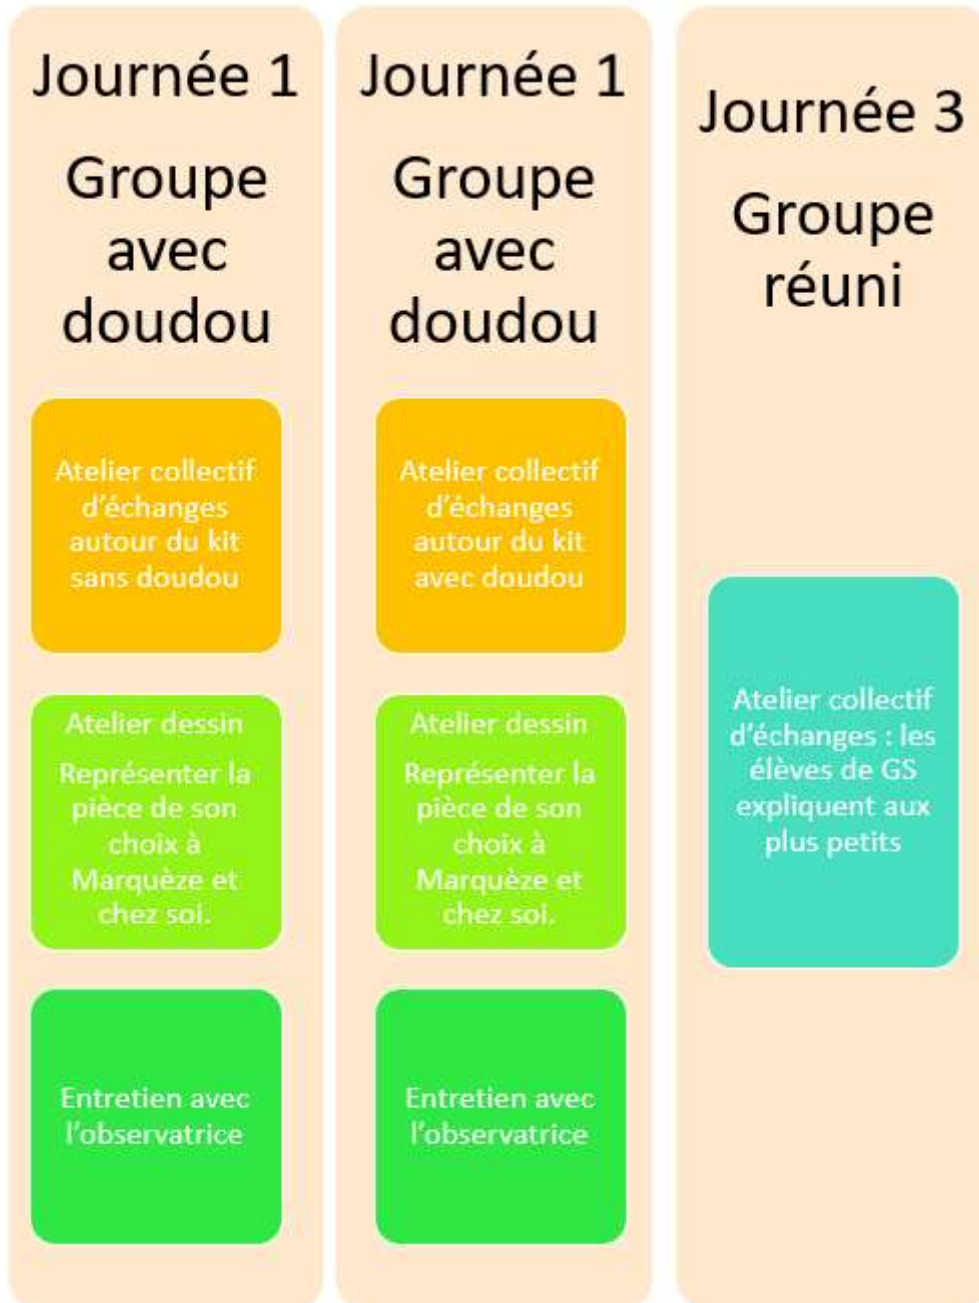 Journée 1
Groupe
avec
doudou
Atelier collectif
d'échanges
autour du kit
sans doudou
Atelier dessin
Représenter la
pièce de son
choix à
Marquèze et
chez soi.
Entretien avec
l'observatrice
Journée 1
Groupe
avec
doudou
Atelier collectif
d'échanges
autour du kit
avec doudou
Atelier dessin
Représenter la
pièce de son
choix à
Marquèze et
chez soi.
Entretien avec
l'observatrice
Journée 3
Groupe
réuni
Atelier collectif
d'échanges : les
élèves de GS
expliquent aux
plus petits